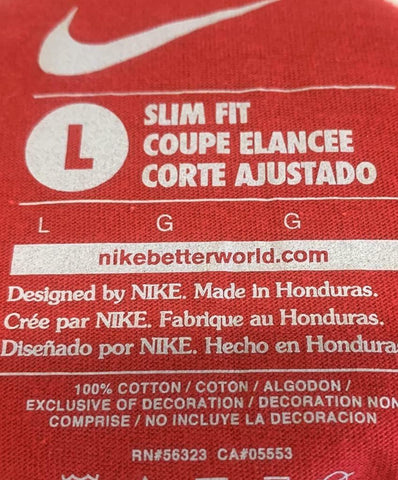 L
SLIM FIT
COUPE ELANCEE
CORTE AJUSTADO
L G G
nikebetterworld.com
Designed by NIKE. Made in Honduras.
Crée par NIKE. Fabrique au Honduras.
Diseñado por NIKE. Hecho en Honduras
100% COTTON / COTON / ALGODON /
EXCLUSIVE OF DECORATION / DECORATION NON
COMPRISE / NO INCLUYE LA DECORACION
RN#56323 CA#05553